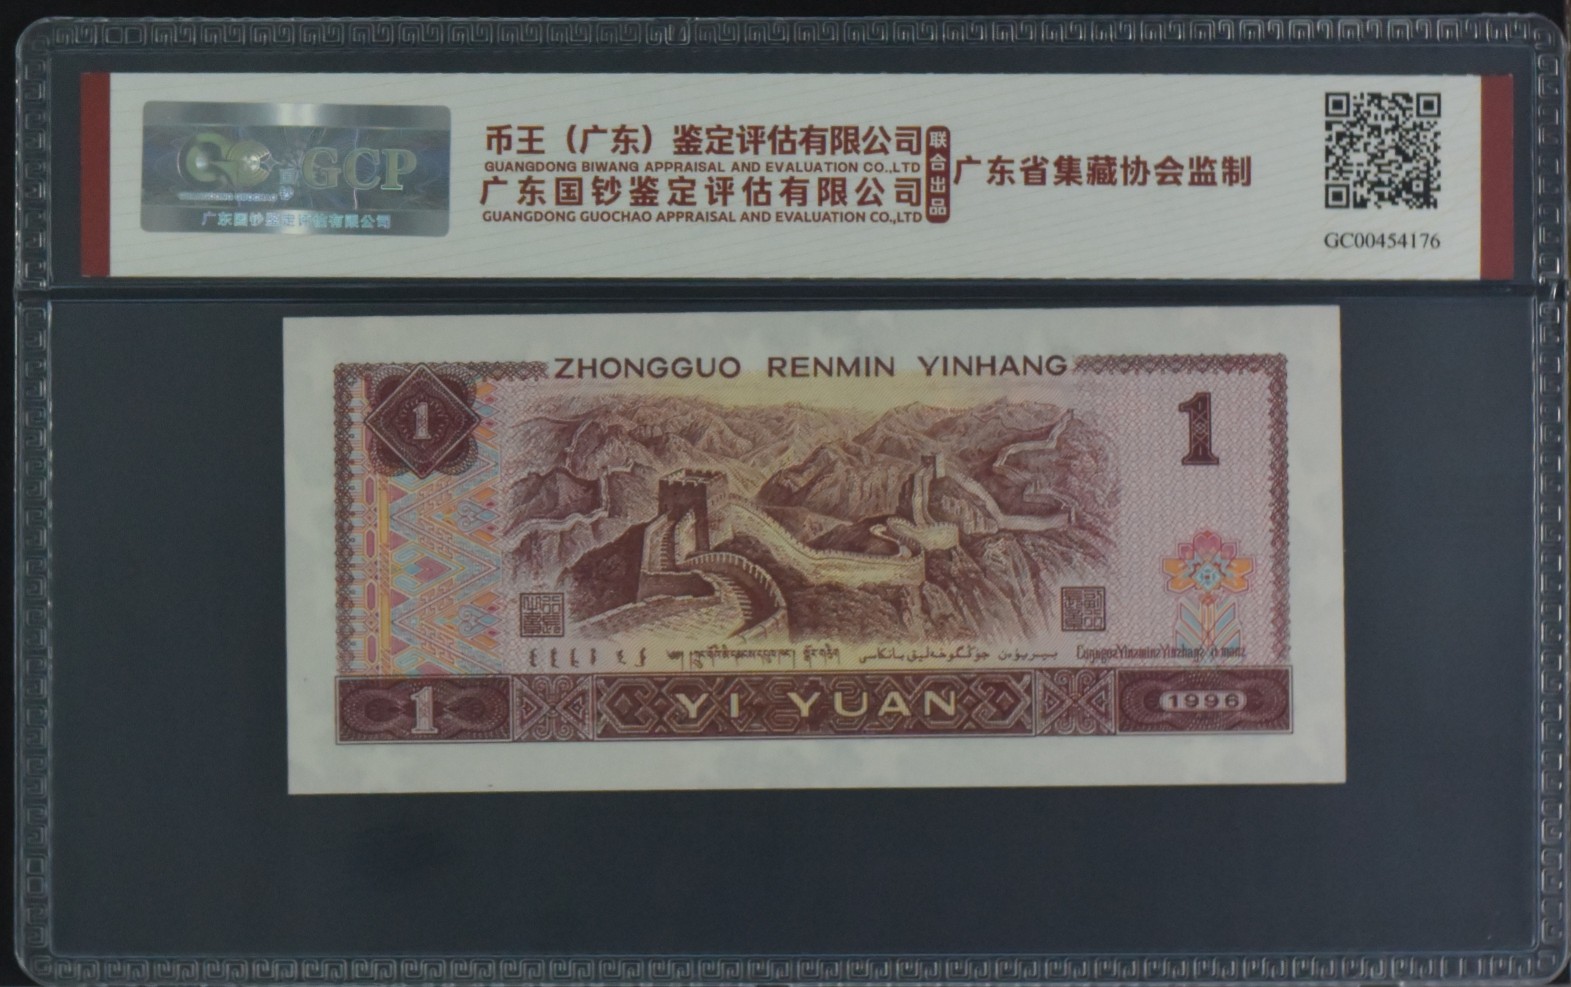 GCP
广东国钞鉴定评估有限公司
币王（广东）鉴定评估有限公司
GUANGDONG BIWANG APPRAISAL AND EVALUATION CO.,LTD
广东国钞鉴定评估有限公司
GUANGDONG GUOCHAO APPRAISAL AND EVALUATION CO.,LTD
联合出品
广东省集藏协会监制
GC00454176
ZHONGGUO RENMIN YINHANG
1
1
YI YUAN
1
1996